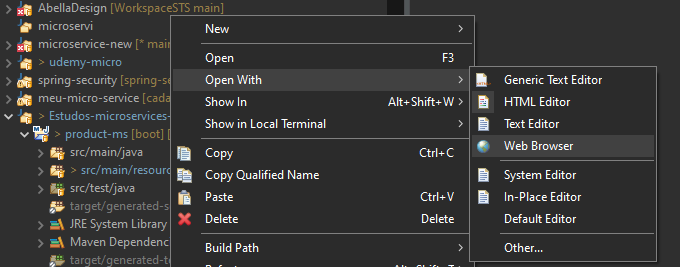 AbellaDesign [WorkspaceSTS main]
microservi
microservice-new [* main
> udemy-micro
spring-security [spring-se
meu-micro-service [cada
> Estudos-microservices-
> product-ms [boot] [
src/main/java
> src/main/resour
src/test/java
target/generated-s
JRE System Library
Maven Dependenc
target/generated-te
New
Open F3
Open With
Show In Alt+Shift+W
Show in Local Terminal
Copy Ctrl+C
Copy Qualified Name
Paste Ctrl+V
Delete Delete
Build Path
Generic Text Editor
HTML Editor
Text Editor
Web Browser
System Editor
In-Place Editor
Default Editor
Other...